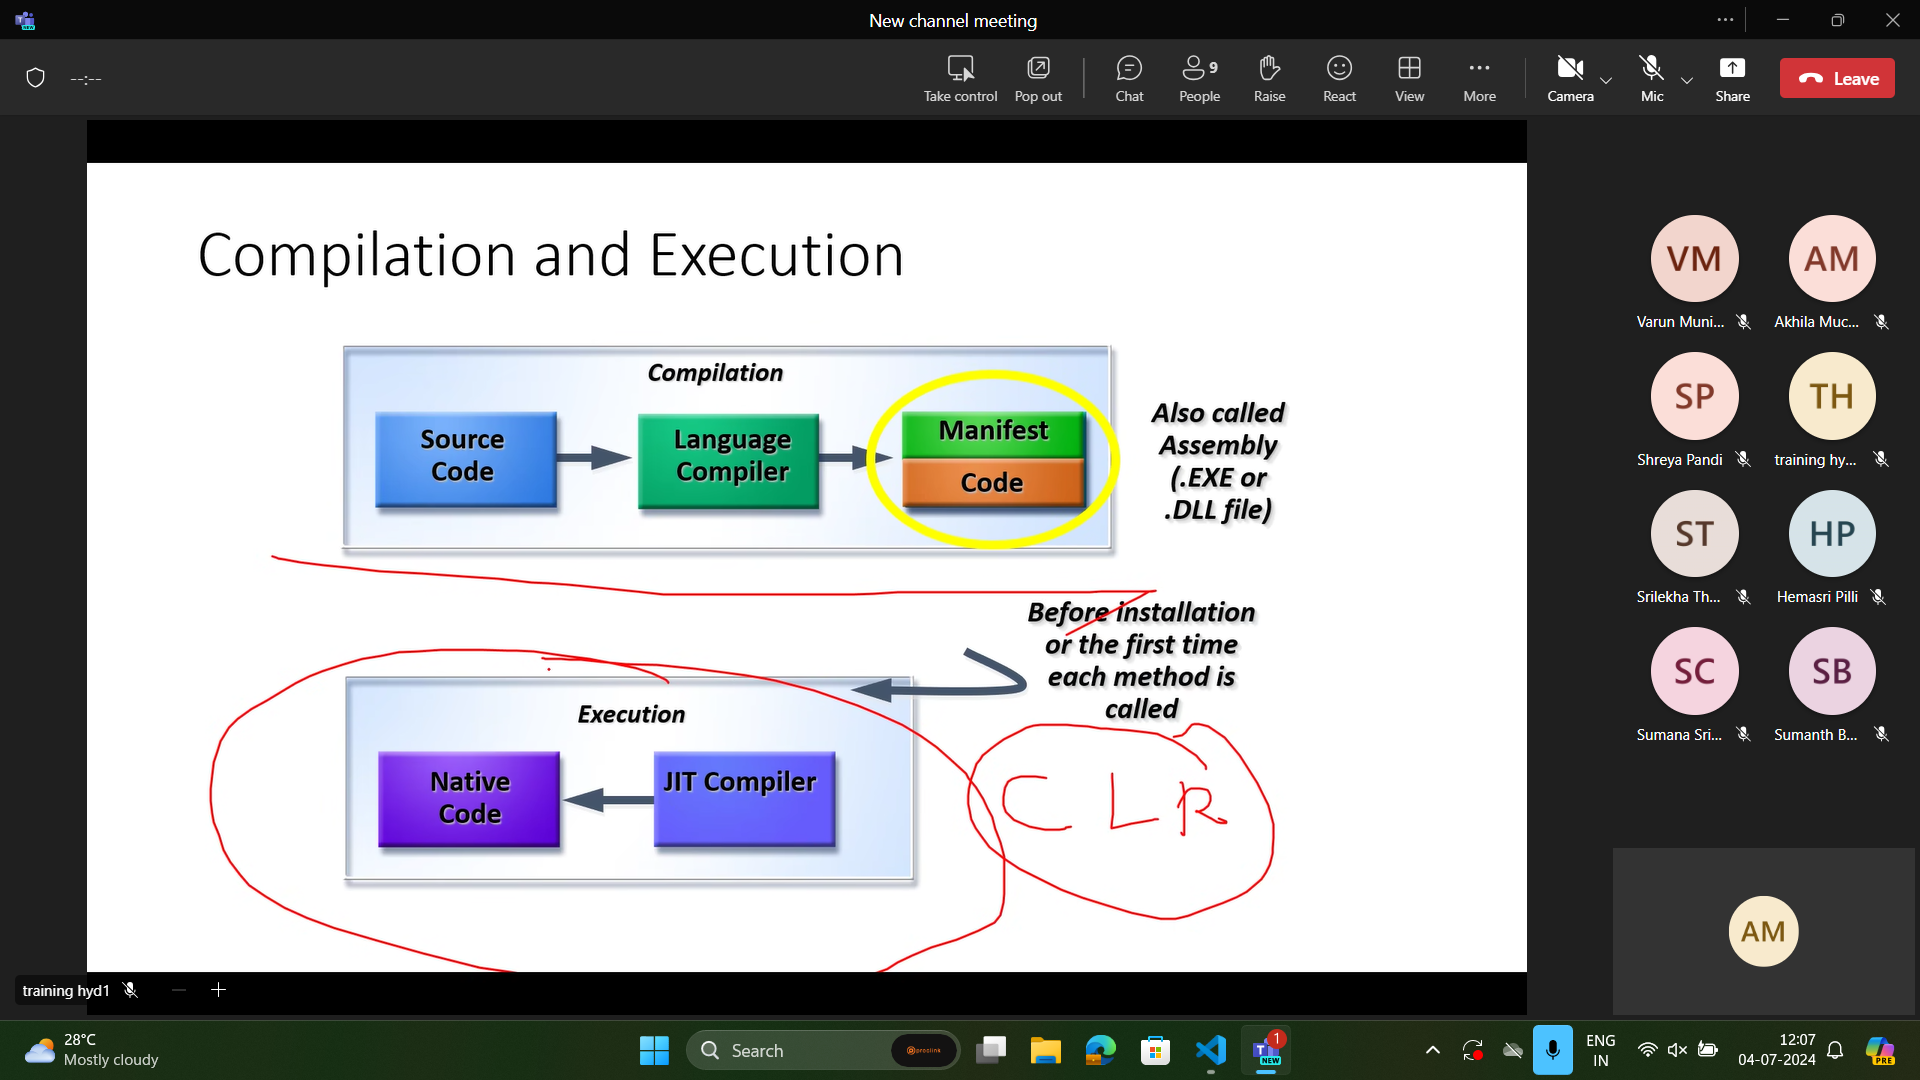 New channel meeting
--:--
Take control
Pop out
Chat
9
People
Raise
React
View
More
Camera
Mic
Share
Leave
Compilation and Execution
Compilation
Source
Code
Language
Compiler
Manifest
Code
Also called
Assembly
(.EXE or
.DLL file)
Before installation
or the first time
each method is
called
Execution
Native
Code
JIT Compiler
CLR
VM
Varun Muni...
AM
Akhila Muc...
SP
Shreya Pandi
TH
training hy...
ST
Srilekha Th...
HP
Hemasri Pilli
SC
Sumana Sri...
SB
Sumanth B...
AM
training hyd1
28°C
Mostly cloudy
Search
proclink
1
NEW
ENG
IN
12:07
04-07-2024
PRE